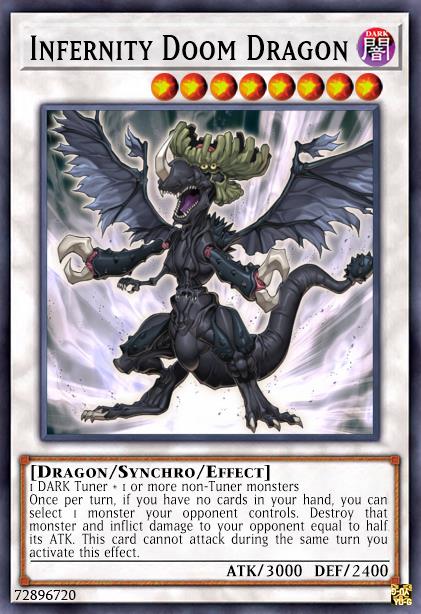 INFERNITY DOOM DRAGON
DARK
闇
[DRAGON/SYNCHRO/EFFECT]
1 DARK Tuner + 1 or more non-Tuner monsters
Once per turn, if you have no cards in your hand, you can
select 1 monster your opponent controls. Destroy that
monster and inflict damage to your opponent equal to half
its ATK. This card cannot attack during the same turn you
activate this effect.
ATK/3000 DEF/2400
72896720